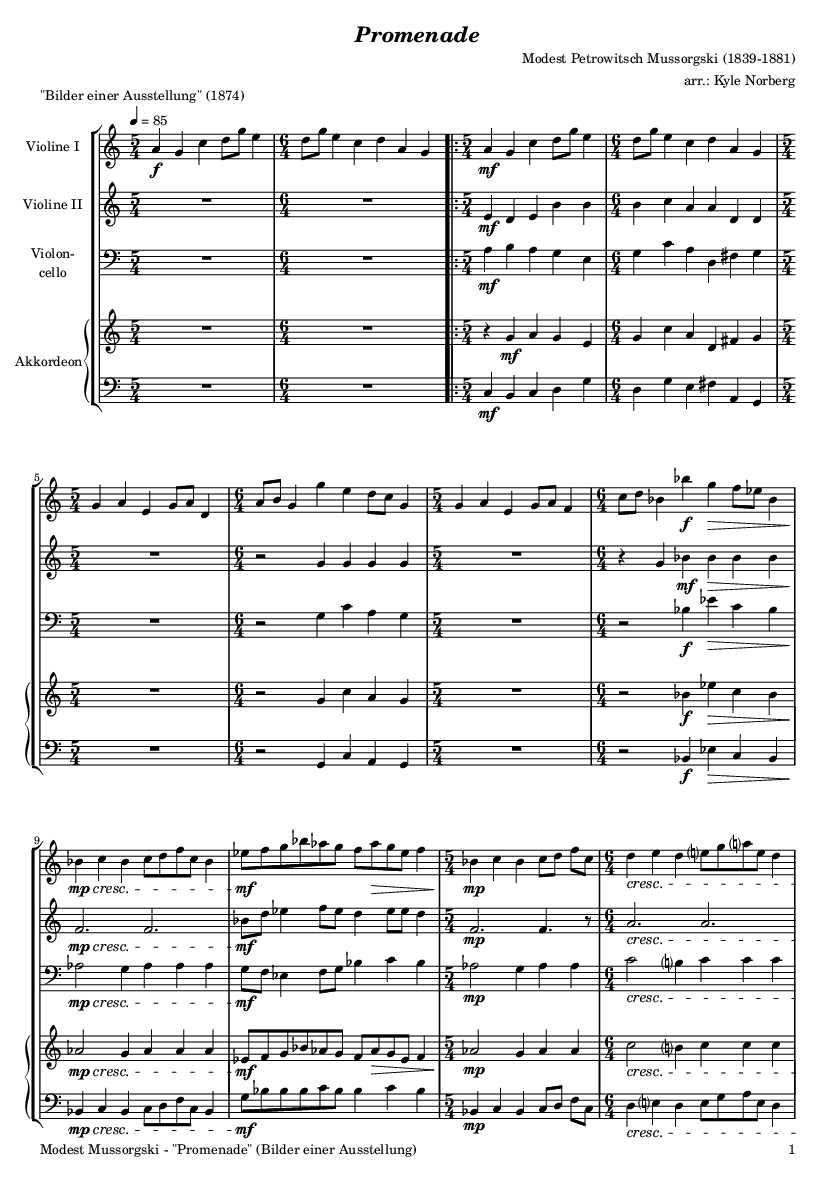 Promenade
Modest Petrowitsch Mussorgski (1839-1881)
arr.: Kyle Norberg
"Bilder einer Ausstellung" (1874)
= 85
Violine I
f
mf
Violine II
mf
Violon-
cello
mf
Akkordeon
mf
mf
5
f
mf
f
f
f
9
mp cresc. mf mp cresc.
mp cresc. mf mp cresc.
mp cresc. mf mp cresc.
mp cresc. mf mp cresc.
mp cresc. mf mp cresc.
Modest Mussorgski - "Promenade" (Bilder einer Ausstellung) 1